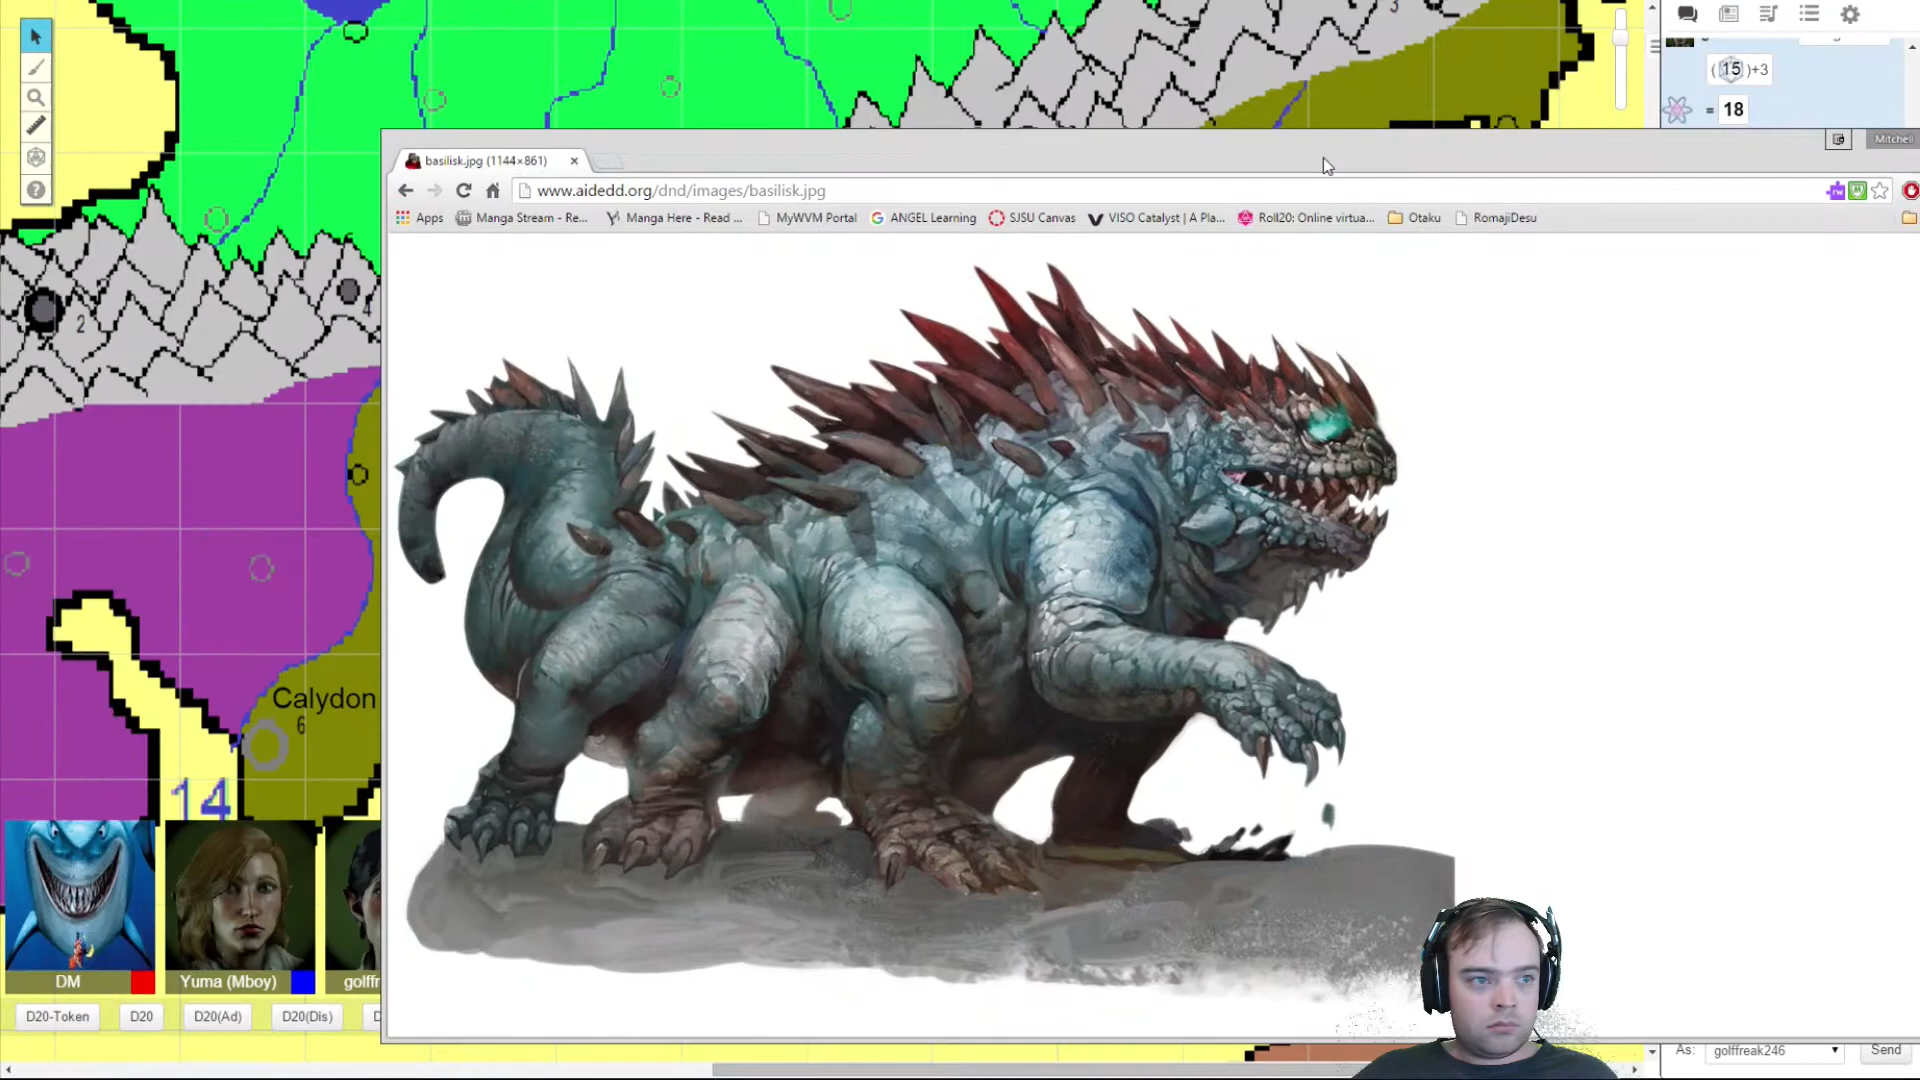 3
(15)+3
= 18
Mitchell
basilisk.jpg (1144×861)
www.aidedd.org/dnd/images/basilisk.jpg
Apps
Manga Stream - Re...
Manga Here - Read ...
MyWVM Portal
ANGEL Learning
SJSU Canvas
VISO Catalyst | A Pla...
Roll20: Online virtua...
Otaku
RomajiDesu
2
4
Calydon
6
14
DM
Yuma (Mboy)
golffr
D20-Token
D20
D20(Ad)
D20(Dis)
D
As:
golffreak246
Send